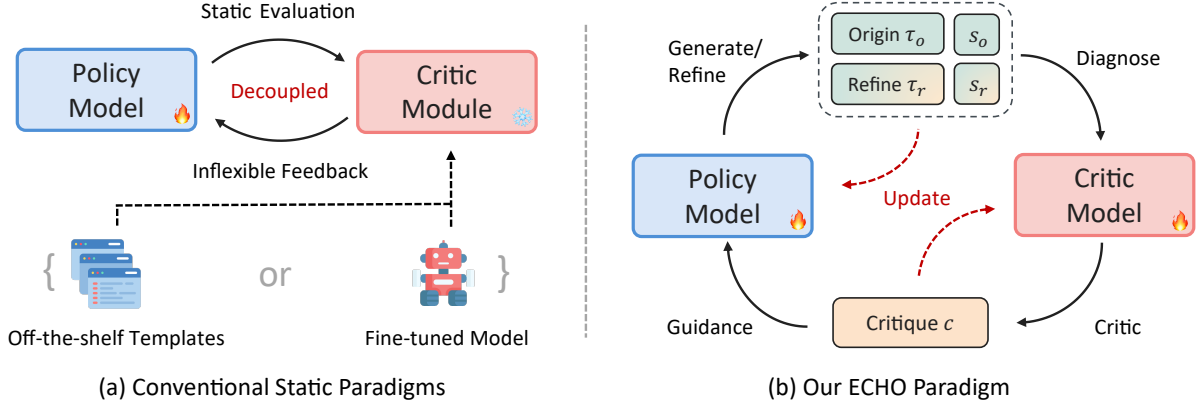 Static Evaluation
Policy
Model
Decoupled
Critic
Module
Inflexible Feedback
{
or
}
Off-the-shelf Templates
Fine-tuned Model
(a) Conventional Static Paradigms
Generate/
Refine
Origin τₒ
sₒ
Refine τᵣ
sᵣ
Diagnose
Policy
Model
Update
Critic
Model
Guidance
Critique c
Critic
(b) Our ECHO Paradigm